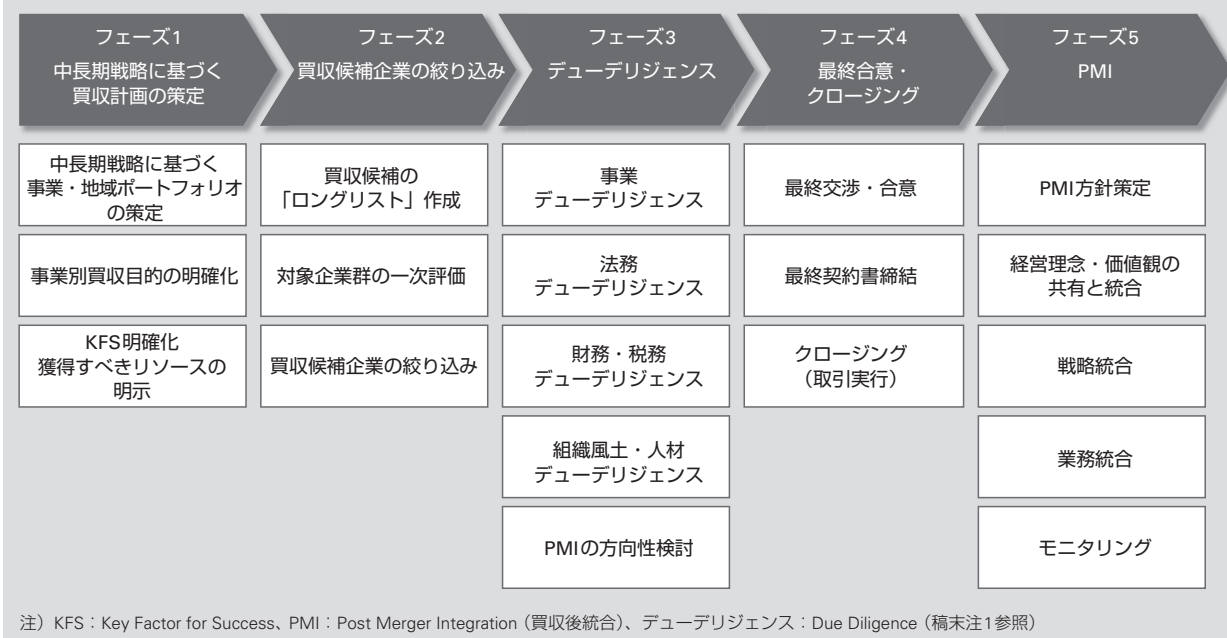 フェーズ1
中長期戦略に基づく
買収計画の策定
フェーズ2
買収候補企業の絞り込み
フェーズ3
デューデリジェンス
フェーズ4
最終合意・
クロージング
フェーズ5
PMI
中長期戦略に基づく
事業・地域ポートフォリオ
の策定
事業別買収目的の明確化
KFS明確化
獲得すべきリソースの
明示
買収候補の
「ロングリスト」作成
対象企業群の一次評価
買収候補企業の絞り込み
事業
デューデリジェンス
法務
デューデリジェンス
財務・税務
デューデリジェンス
組織風土・人材
デューデリジェンス
PMIの方向性検討
最終交渉・合意
最終契約書締結
クロージング
（取引実行）
PMI方針策定
経営理念・価値観の
共有と統合
戦略統合
業務統合
モニタリング
注）KFS：Key Factor for Success、PMI：Post Merger Integration（買収後統合）、デューデリジェンス：Due Diligence（稿末注1参照）